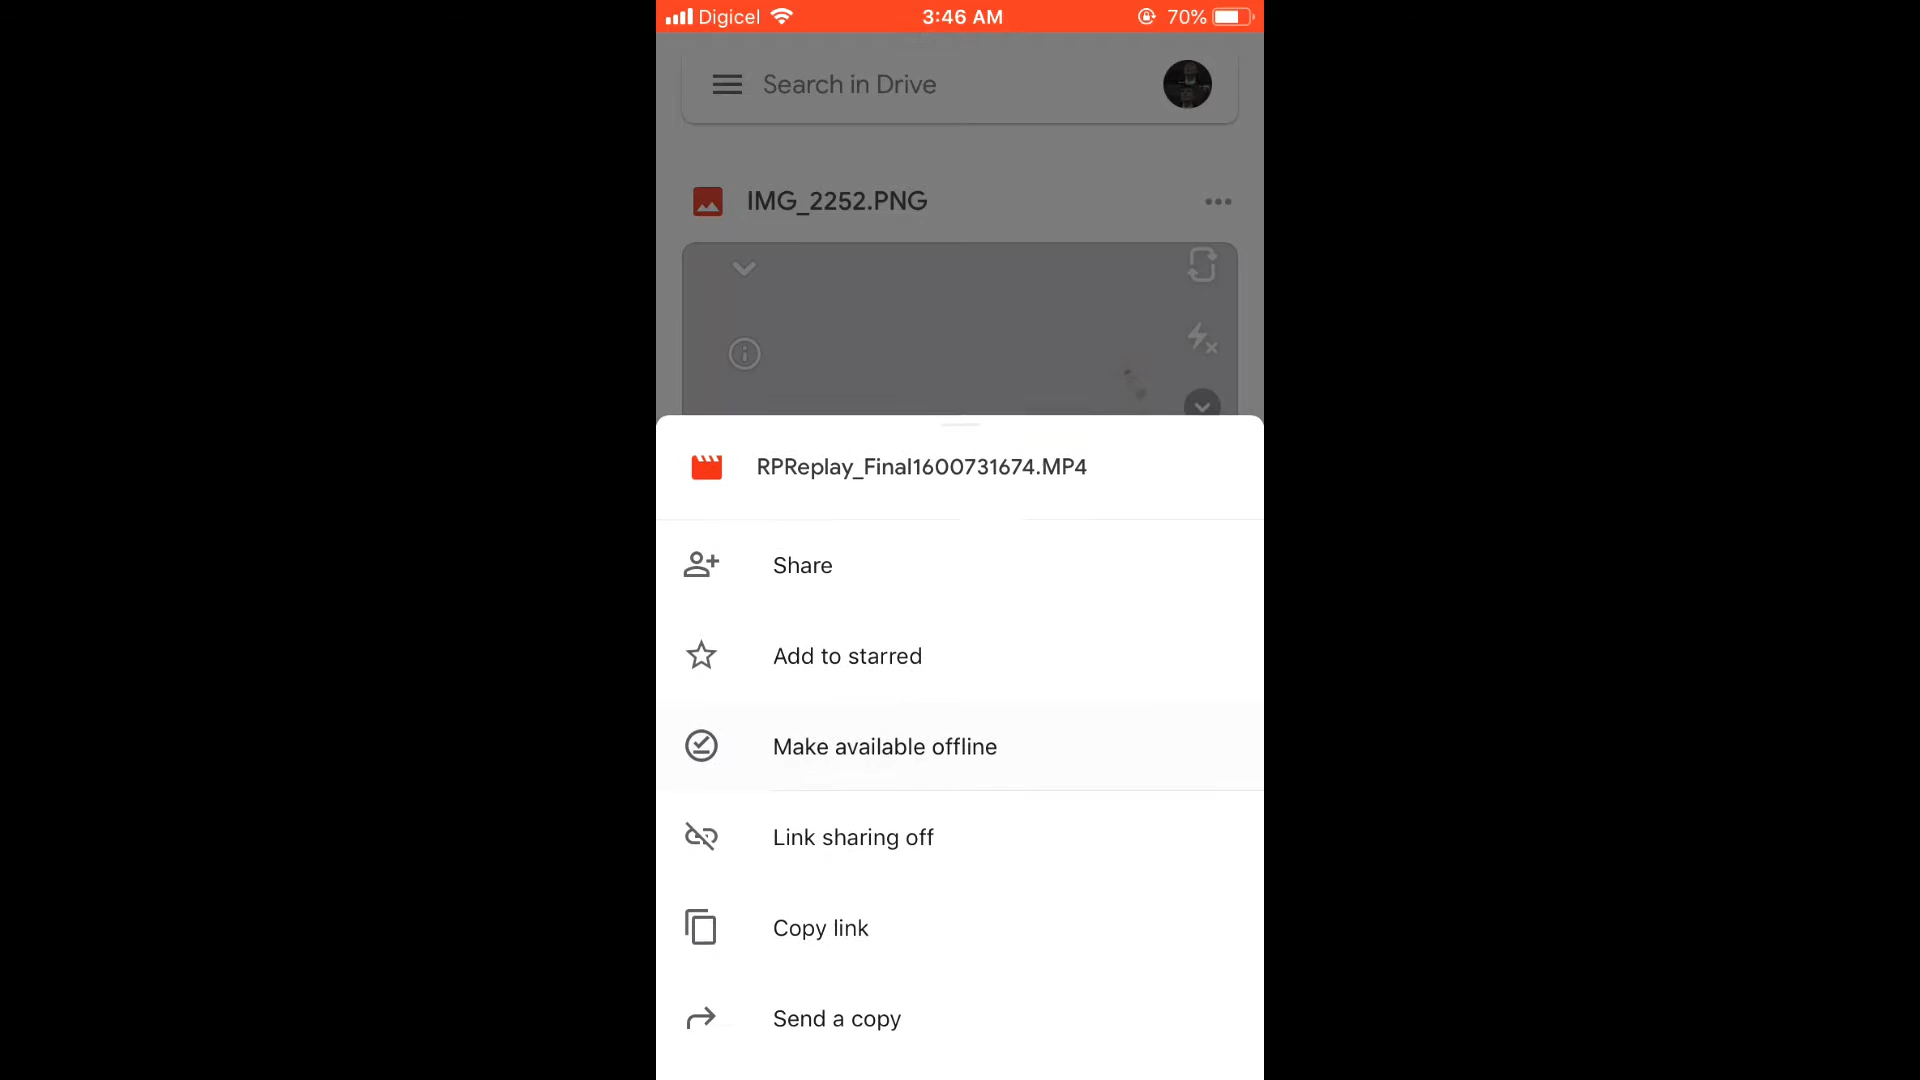 Digicel 3:46 AM 70%
Search in Drive
IMG_2252.PNG
RPReplay_Final1600731674.MP4
Share
Add to starred
Make available offline
Link sharing off
Copy link
Send a copy